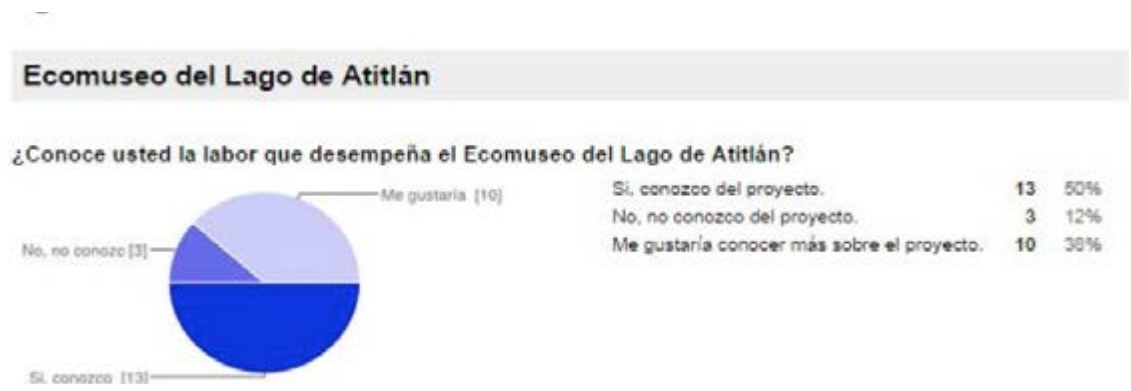 Ecomuseo del Lago de Atitlán
¿Conoce usted la labor que desempeña el Ecomuseo del Lago de Atitlán?
Me gustaría [10]
No, no conozc [3]
Si, conozco [13]
Si, conozco del proyecto. 13 50%
No, no conozco del proyecto. 3 12%
Me gustaría conocer más sobre el proyecto. 10 38%